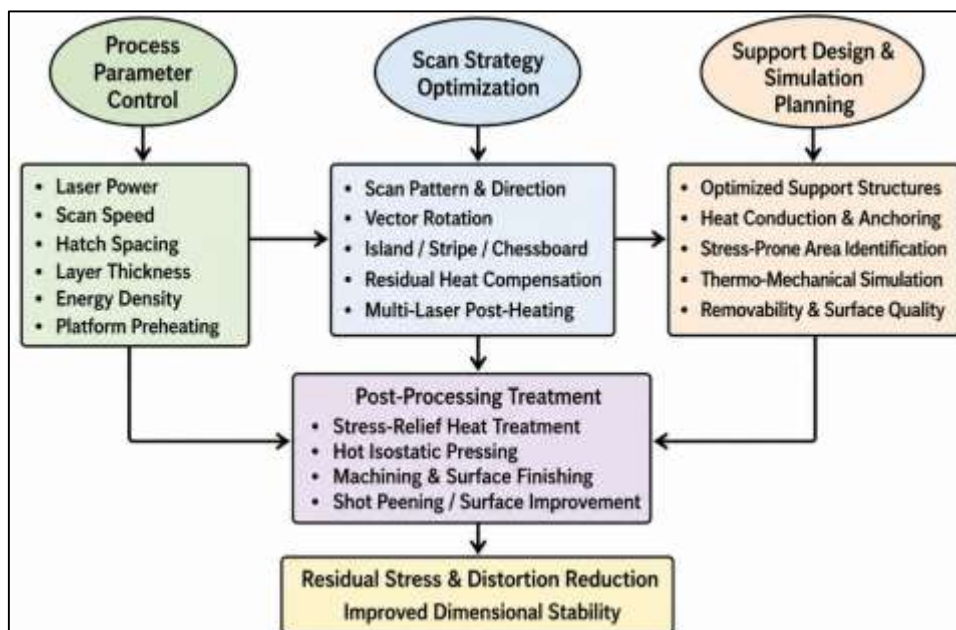 Process
Parameter
Control
Scan Strategy
Optimization
Support Design &
Simulation
Planning
• Laser Power
• Scan Speed
• Hatch Spacing
• Layer Thickness
• Energy Density
• Platform Preheating
• Scan Pattern & Direction
• Vector Rotation
• Island / Stripe / Chessboard
• Residual Heat Compensation
• Multi-Laser Post-Heating
• Optimized Support Structures
• Heat Conduction & Anchoring
• Stress-Prone Area Identification
• Thermo-Mechanical Simulation
• Removability & Surface Quality
Post-Processing Treatment
• Stress-Relief Heat Treatment
• Hot Isostatic Pressing
• Machining & Surface Finishing
• Shot Peening / Surface Improvement
Residual Stress & Distortion Reduction
Improved Dimensional Stability